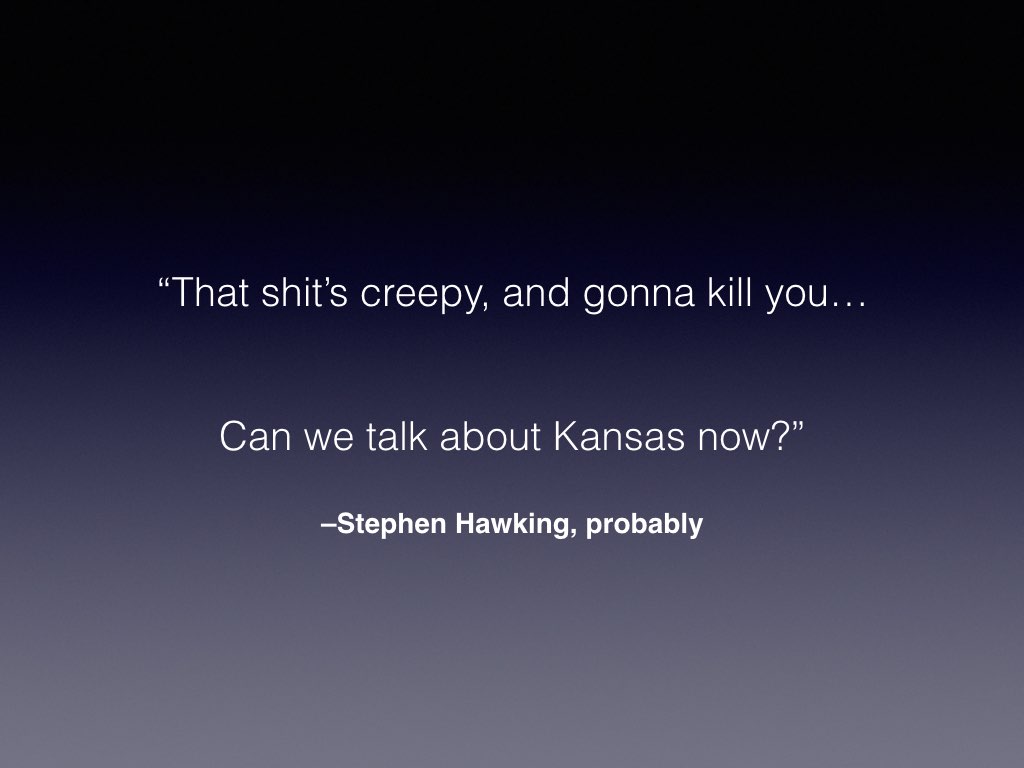 “That shit’s creepy, and gonna kill you…
Can we talk about Kansas now?”
–Stephen Hawking, probably